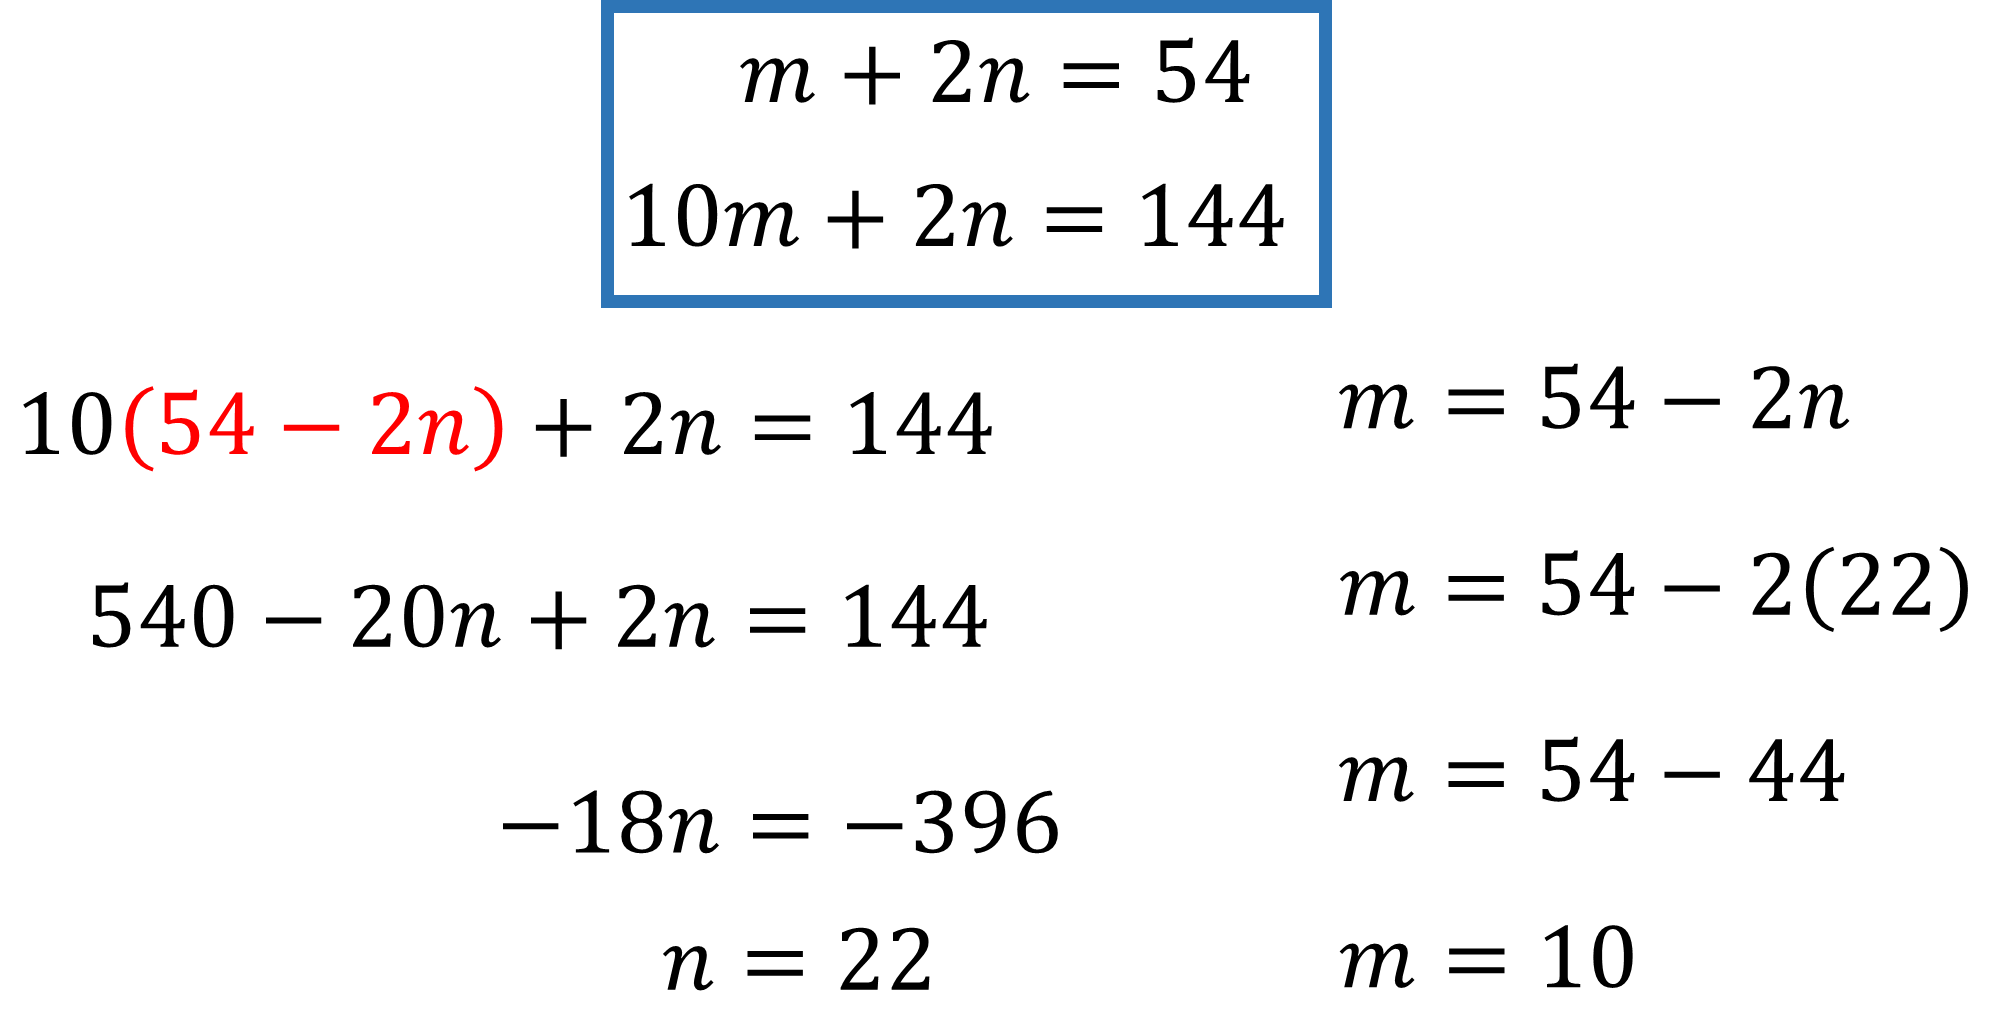 m + 2n = 54
10m + 2n = 144
10(54 − 2n) + 2n = 144
540 − 20n + 2n = 144
−18n = −396
n = 22
m = 54 − 2n
m = 54 − 2(22)
m = 54 − 44
m = 10